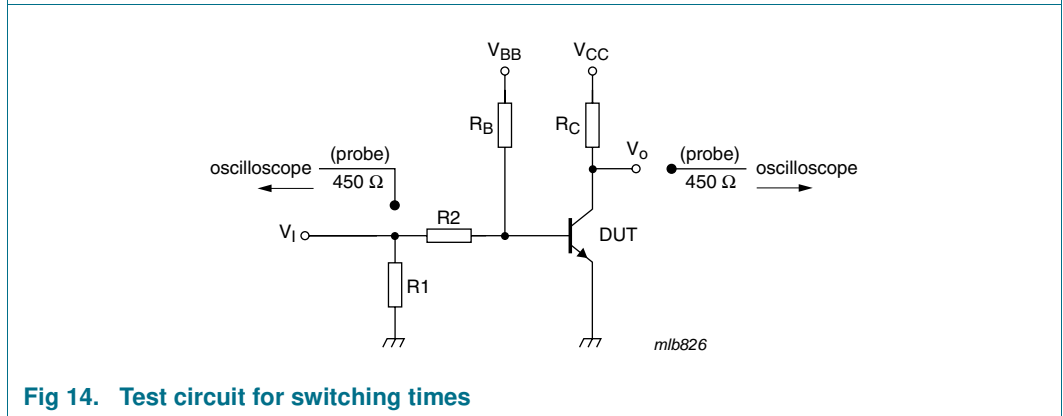 V_BB
V_CC
R_B
R_C
V_o
(probe)
450 Ω
oscilloscope
(probe)
450 Ω
oscilloscope
R2
V_I
DUT
R1
mlb826
Fig 14. Test circuit for switching times